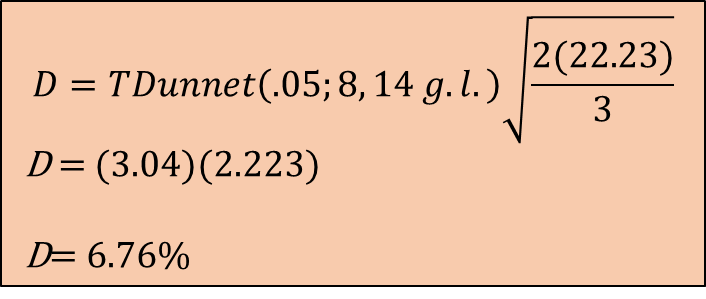 D = TDunnet(.05; 8, 14 g.l.)√(2(22.23)/3)
D = (3.04)(2.223)
D= 6.76%